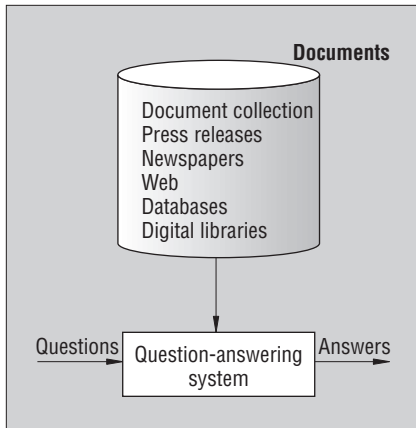 Documents
Document collection
Press releases
Newspapers
Web
Databases
Digital libraries
Questions
Question-answering
system
Answers